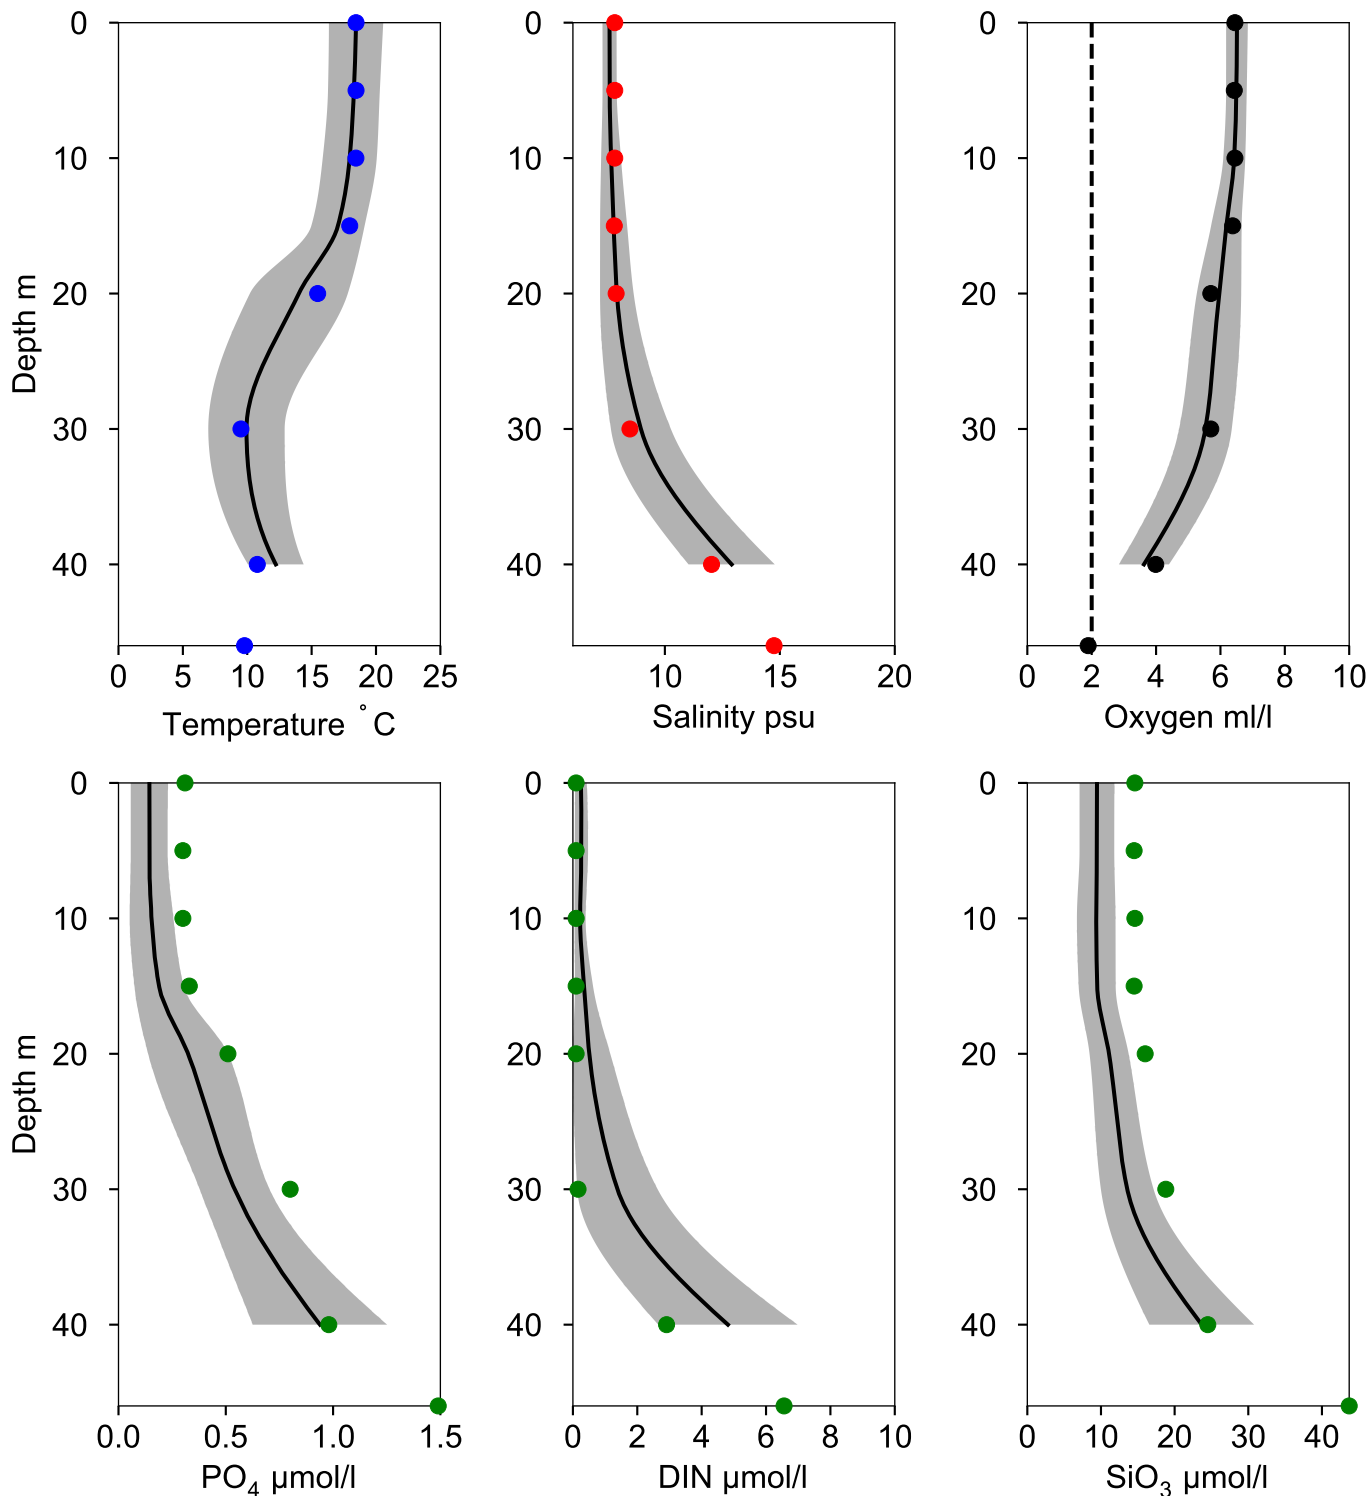 0
10
20
30
40
Depth m
0 5 10 15 20 25
Temperature °C
0
10
20
30
40
10 15 20
Salinity psu
0
10
20
30
40
0 2 4 6 8 10
Oxygen ml/l
0
10
20
30
40
Depth m
0.0 0.5 1.0 1.5
PO₄ µmol/l
0
10
20
30
40
0 2 4 6 8 10
DIN µmol/l
0
10
20
30
40
0 10 20 30 40
SiO₃ µmol/l